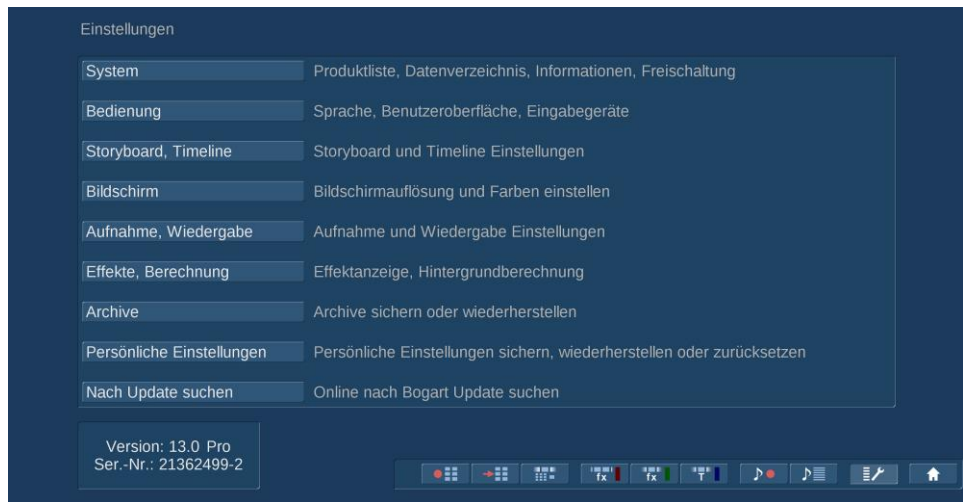 Einstellungen
System Produktliste, Datenverzeichnis, Informationen, Freischaltung
Bedienung Sprache, Benutzeroberfläche, Eingabegeräte
Storyboard, Timeline Storyboard und Timeline Einstellungen
Bildschirm Bildschirmauflösung und Farben einstellen
Aufnahme, Wiedergabe Aufnahme und Wiedergabe Einstellungen
Effekte, Berechnung Effektanzeige, Hintergrundberechnung
Archive Archive sichern oder wiederherstellen
Persönliche Einstellungen Persönliche Einstellungen sichern, wiederherstellen oder zurücksetzen
Nach Update suchen Online nach Bogart Update suchen
Version: 13.0 Pro
Ser.-Nr.: 21362499-2
fx fx T